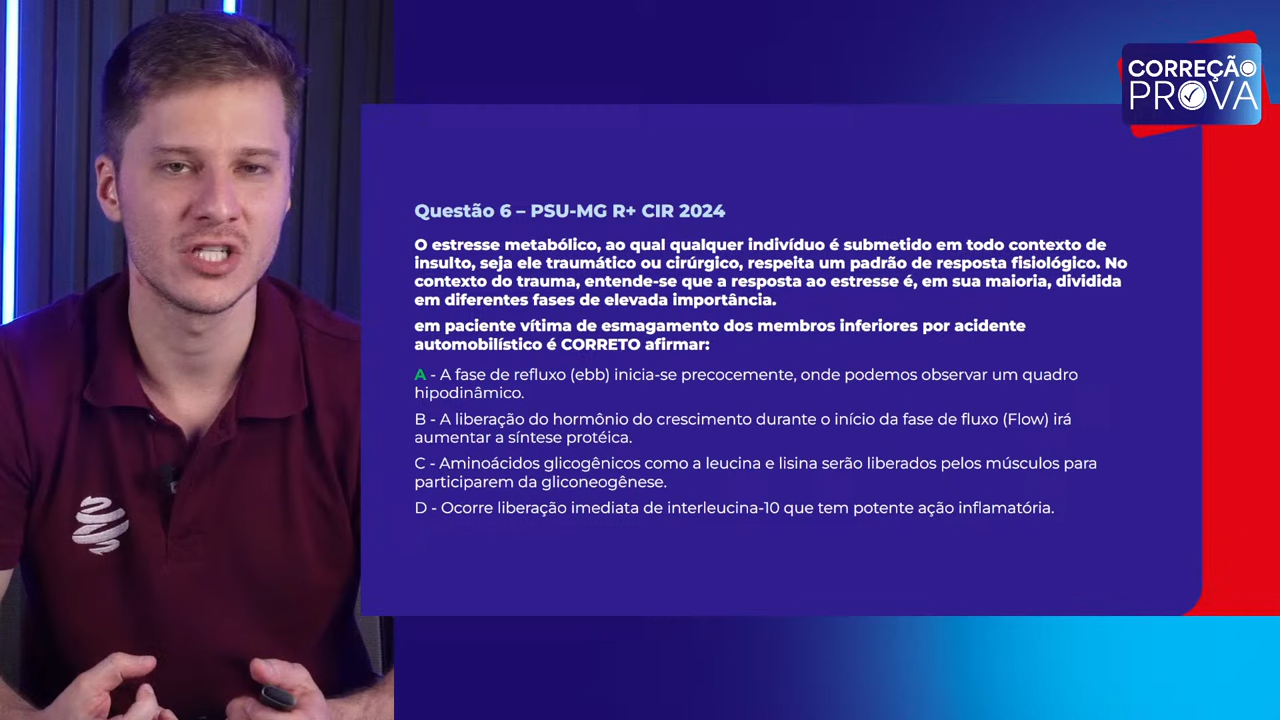 CORREÇÃO
PROVA
Questão 6 – PSU-MG R+ CIR 2024
O estresse metabólico, ao qual qualquer indivíduo é submetido em todo contexto de
insulto, seja ele traumático ou cirúrgico, respeita um padrão de resposta fisiológico. No
contexto do trauma, entende-se que a resposta ao estresse é, em sua maioria, dividida
em diferentes fases de elevada importância.
em paciente vítima de esmagamento dos membros inferiores por acidente
automobilístico é CORRETO afirmar:
A - A fase de refluxo (ebb) inicia-se precocemente, onde podemos observar um quadro
hipodinâmico.
B - A liberação do hormônio do crescimento durante o início da fase de fluxo (Flow) irá
aumentar a síntese protéica.
C - Aminoácidos glicogênicos como a leucina e lisina serão liberados pelos músculos para
participarem da gliconeogênese.
D - Ocorre liberação imediata de interleucina-10 que tem potente ação inflamatória.